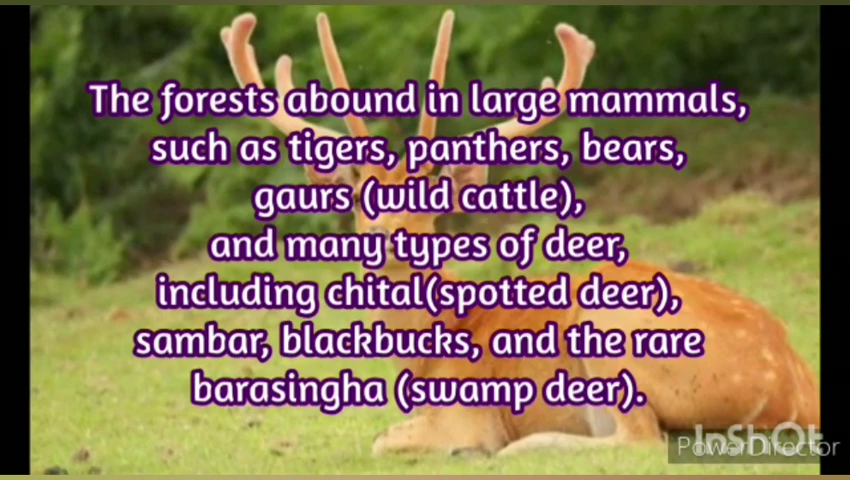 The forests abound in large mammals,
such as tigers, panthers, bears,
gaurs (wild cattle),
and many types of deer,
including chital(spotted deer),
sambar, blackbucks, and the rare
barasingha (swamp deer).
InShOt
PowerDirector